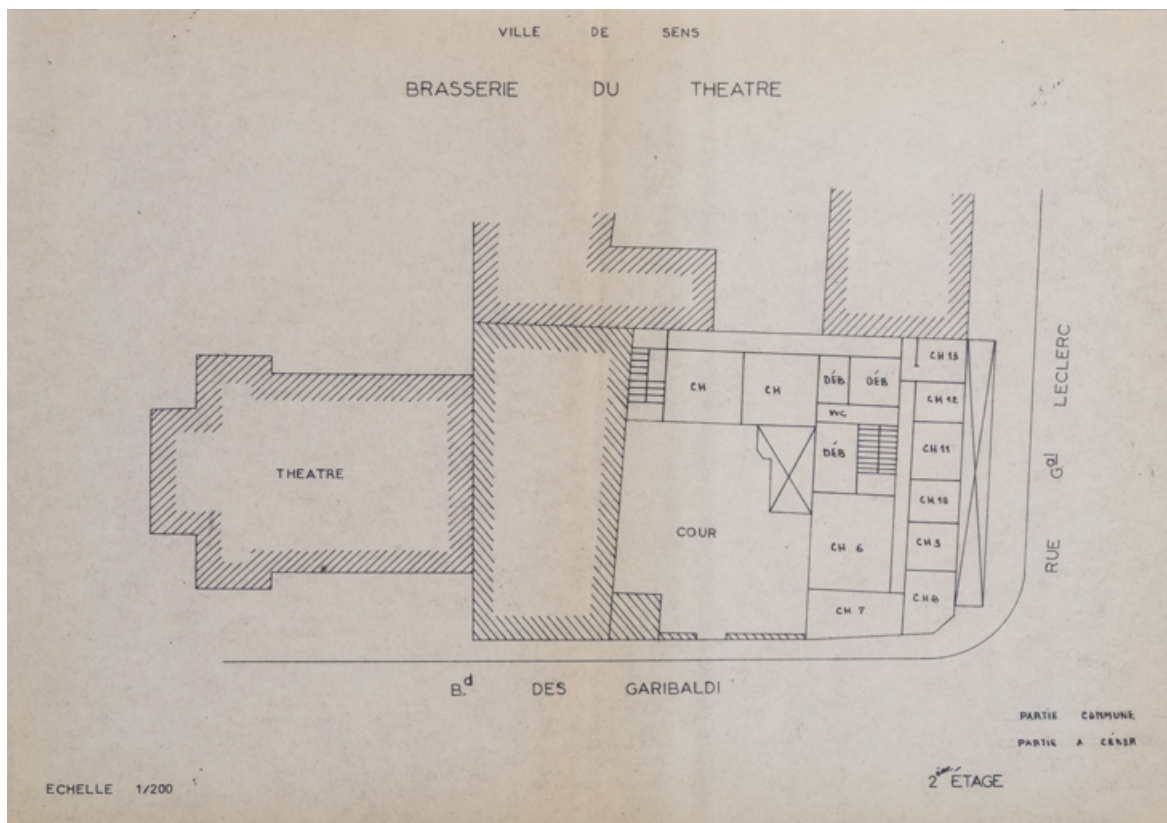 VILLE DE SENS
BRASSERIE DU THEATRE
CH 13
CH
CH
DÉB
DÉB
CH 12
WC
DÉB
CH 11
THEATRE
CH 10
COUR
CH 6
CH 9
CH 8
CH 7
RUE Gal LECLERC
Bd. DES GARIBALDI
PARTIE COMMUNE
PARTIE A CÉDER
2ème ÉTAGE
ECHELLE 1/200